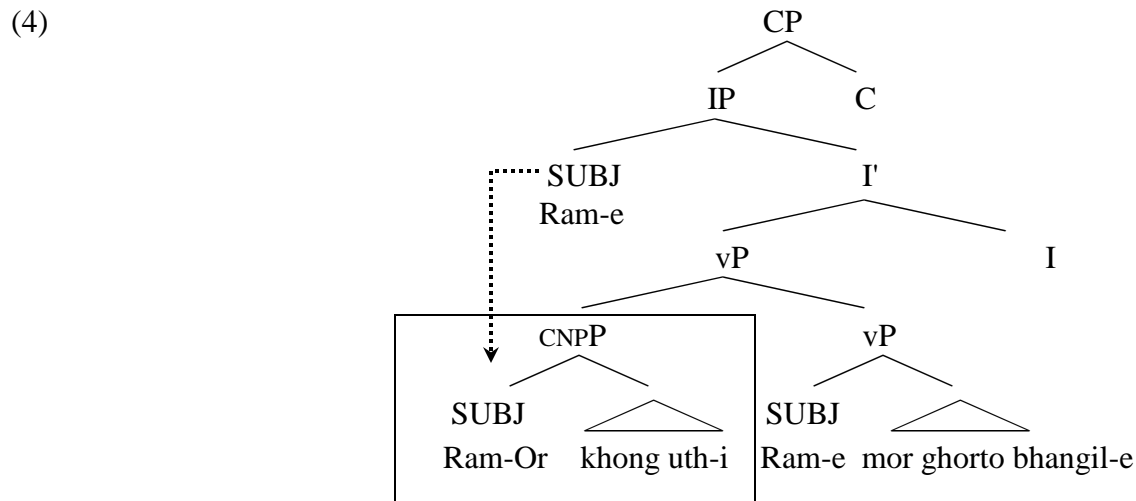 (4)
CP
IP C
SUBJ I'
Ram-e
vP I
CNPP vP
SUBJ SUBJ
Ram-Or khong uth-i Ram-e mor ghorto bhangil-e